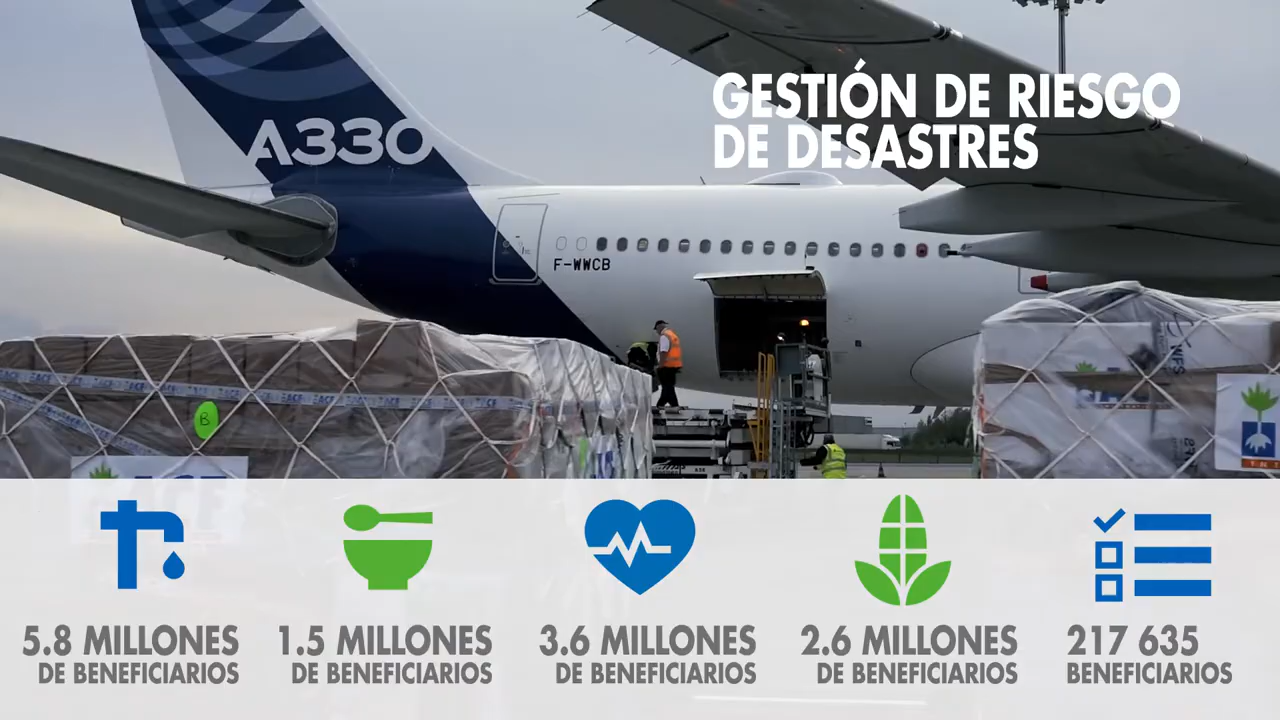 GESTIÓN DE RIESGO
DE DESASTRES
A330
F-WWCB
B
5.8 MILLONES
DE BENEFICIARIOS
1.5 MILLONES
DE BENEFICIARIOS
3.6 MILLONES
DE BENEFICIARIOS
2.6 MILLONES
DE BENEFICIARIOS
217 635
BENEFICIARIOS